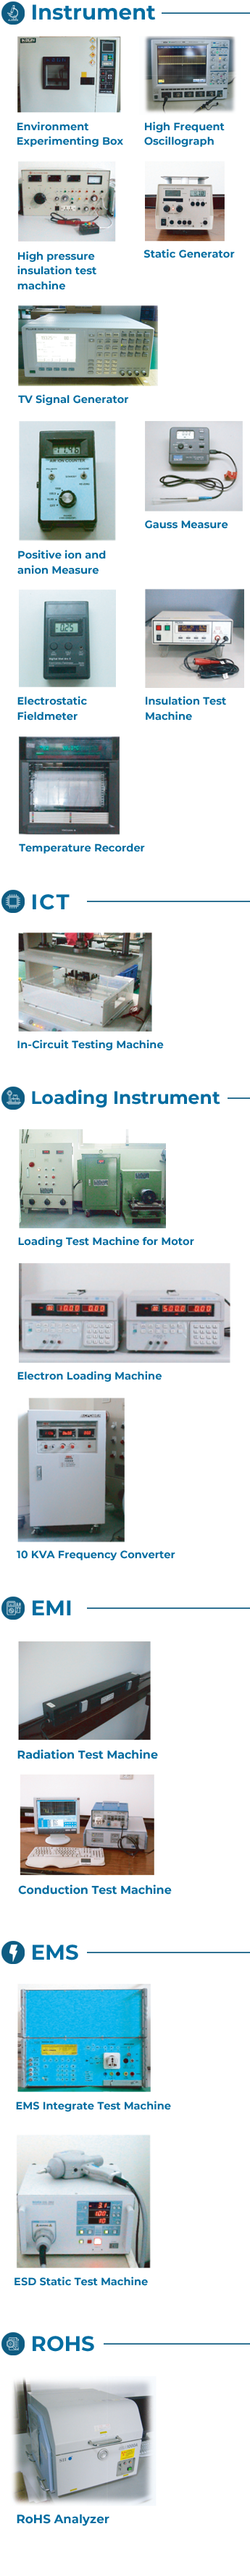 Instrument
Environment
Experimenting Box
High Frequent
Oscillograph
High pressure
insulation test
machine
Static Generator
TV Signal Generator
Positive ion and
anion Measure
Gauss Measure
Electrostatic
Fieldmeter
Insulation Test
Machine
Temperature Recorder
ICT
In-Circuit Testing Machine
Loading Instrument
Loading Test Machine for Motor
Electron Loading Machine
10 KVA Frequency Converter
EMI
Radiation Test Machine
Conduction Test Machine
EMS
EMS Integrate Test Machine
ESD Static Test Machine
ROHS
RoHS Analyzer